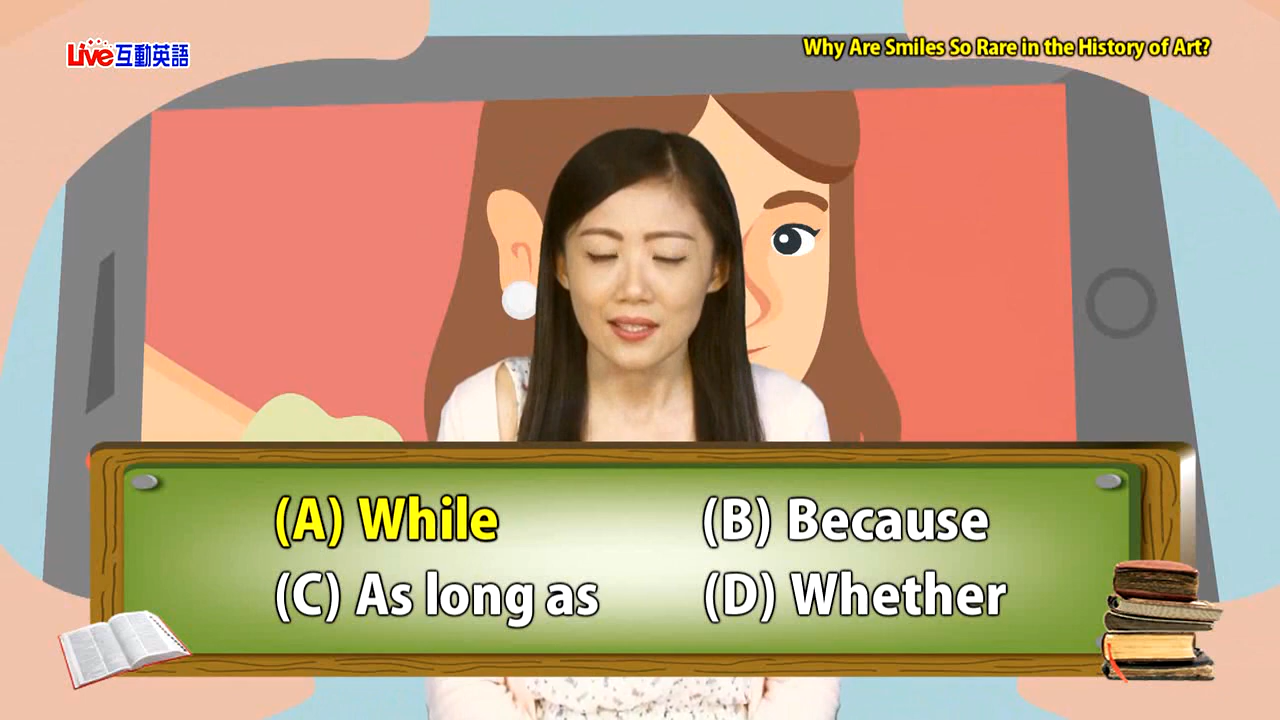 Live互動英語
Why Are Smiles So Rare in the History of Art?
(A) While
(B) Because
(C) As long as
(D) Whether